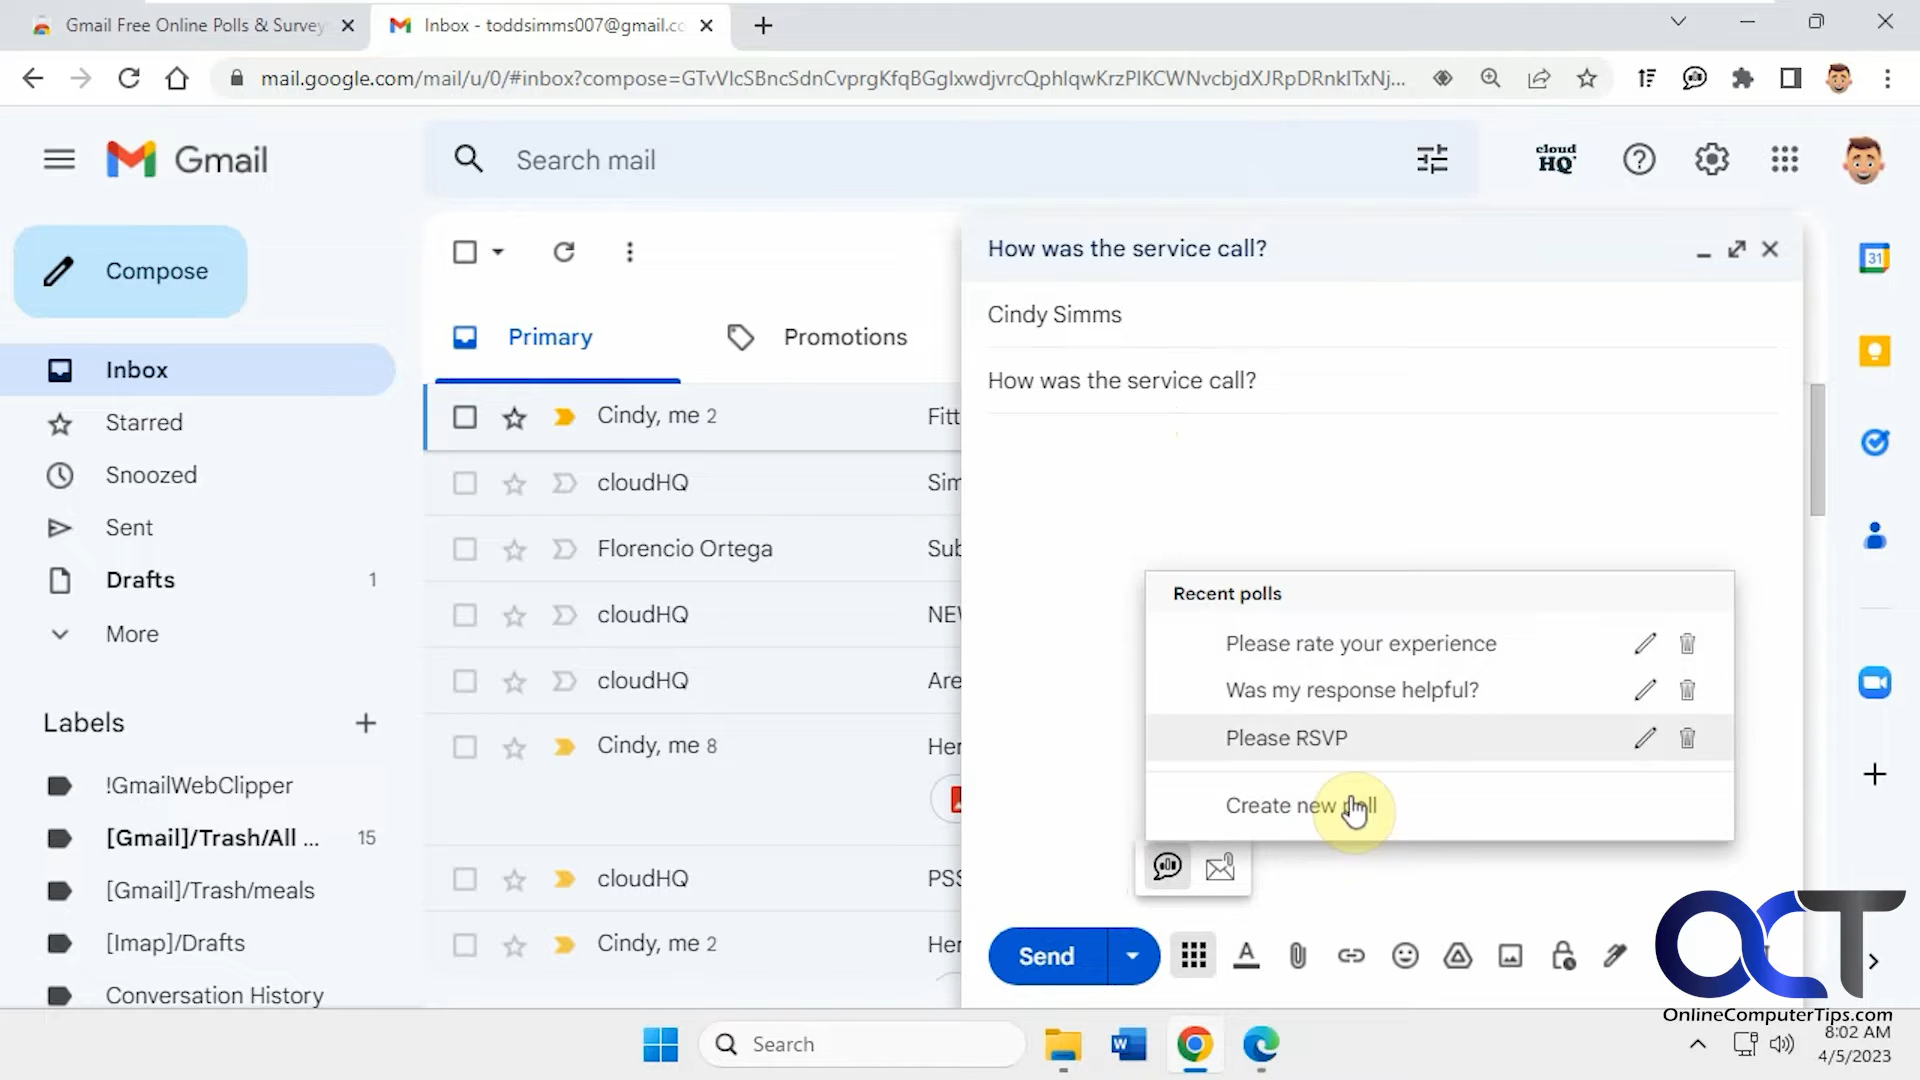 Gmail Free Online Polls & Survey
Inbox - toddsimms007@gmail.co
mail.google.com/mail/u/0/#inbox?compose=
Gmail
Search mail
cloud
HQ
Compose
How was the service call?
31
Cindy Simms
Primary
Promotions
Inbox
How was the service call?
Cindy, me 2
Fitt
Starred
Snoozed
cloudHQ
Sim
Sent
Florencio Ortega
Sub
Drafts
1
Recent polls
cloudHQ
NEW
More
Please rate your experience
cloudHQ
Are
Was my response helpful?
Labels
Please RSVP
Cindy, me 8
Her
!GmailWebClipper
Create new poll
[Gmail]/Trash/All ...
15
cloudHQ
PSS
[Gmail]/Trash/meals
[Imap]/Drafts
Cindy, me 2
Her
Send
OCT
Conversation History
OnlineComputerTips.com
Search
8:02 AM
4/5/2023